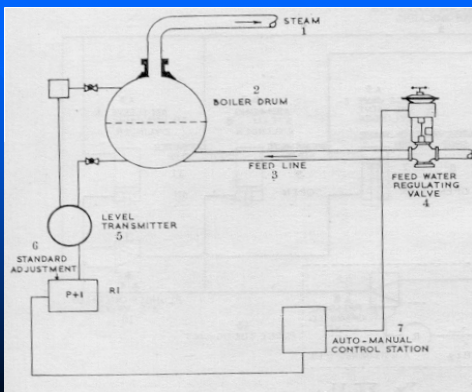 STEAM
1
2
BOILER DRUM
FEED LINE
3
FEED WATER
REGULATING
VALVE
4
LEVEL
TRANSMITTER
5
6
STANDARD
ADJUSTMENT
P+I
R1
7
AUTO-MANUAL
CONTROL STATION